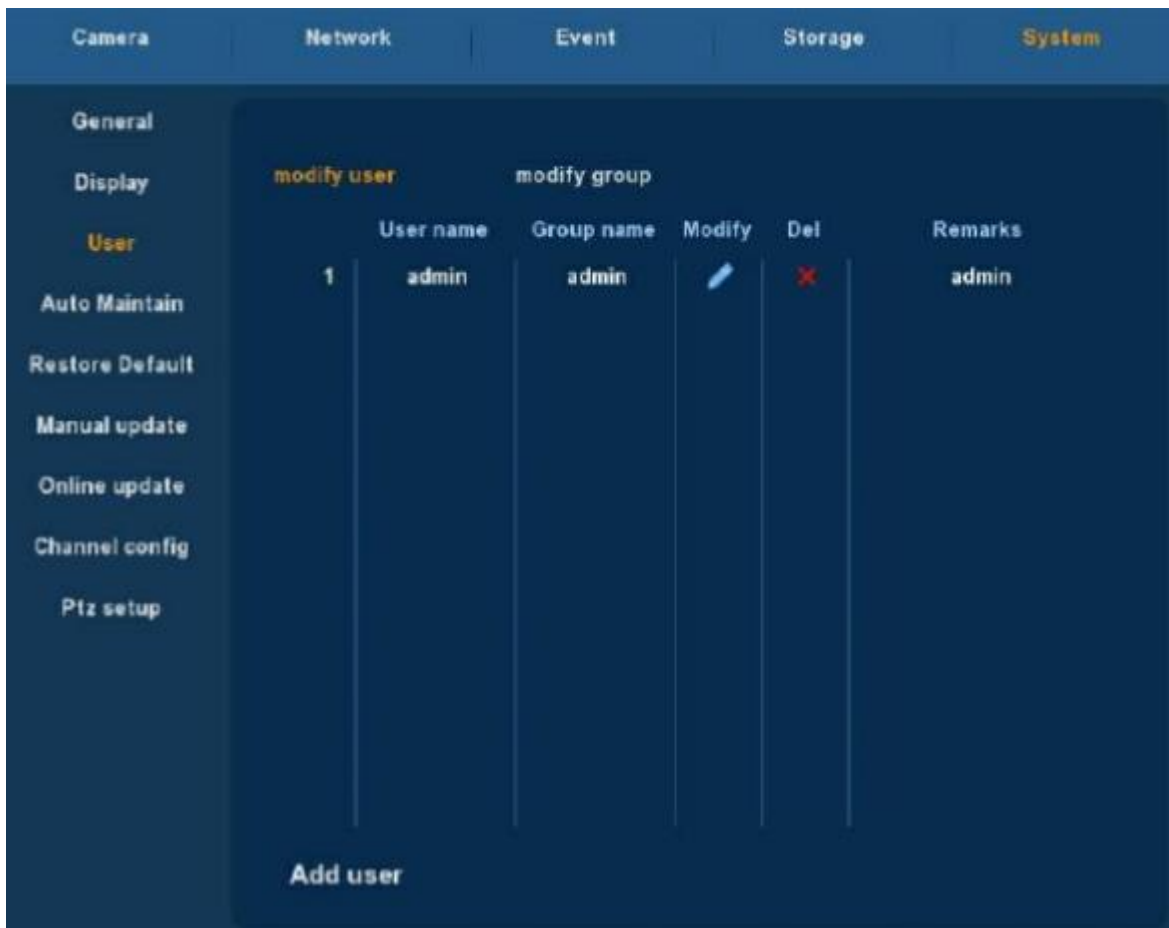 Camera Network Event Storage System
General
Display
User
Auto Maintain
Restore Default
Manual update
Online update
Channel config
Ptz setup
modify user modify group
User name Group name Modify Del Remarks
1 admin admin admin
Add user